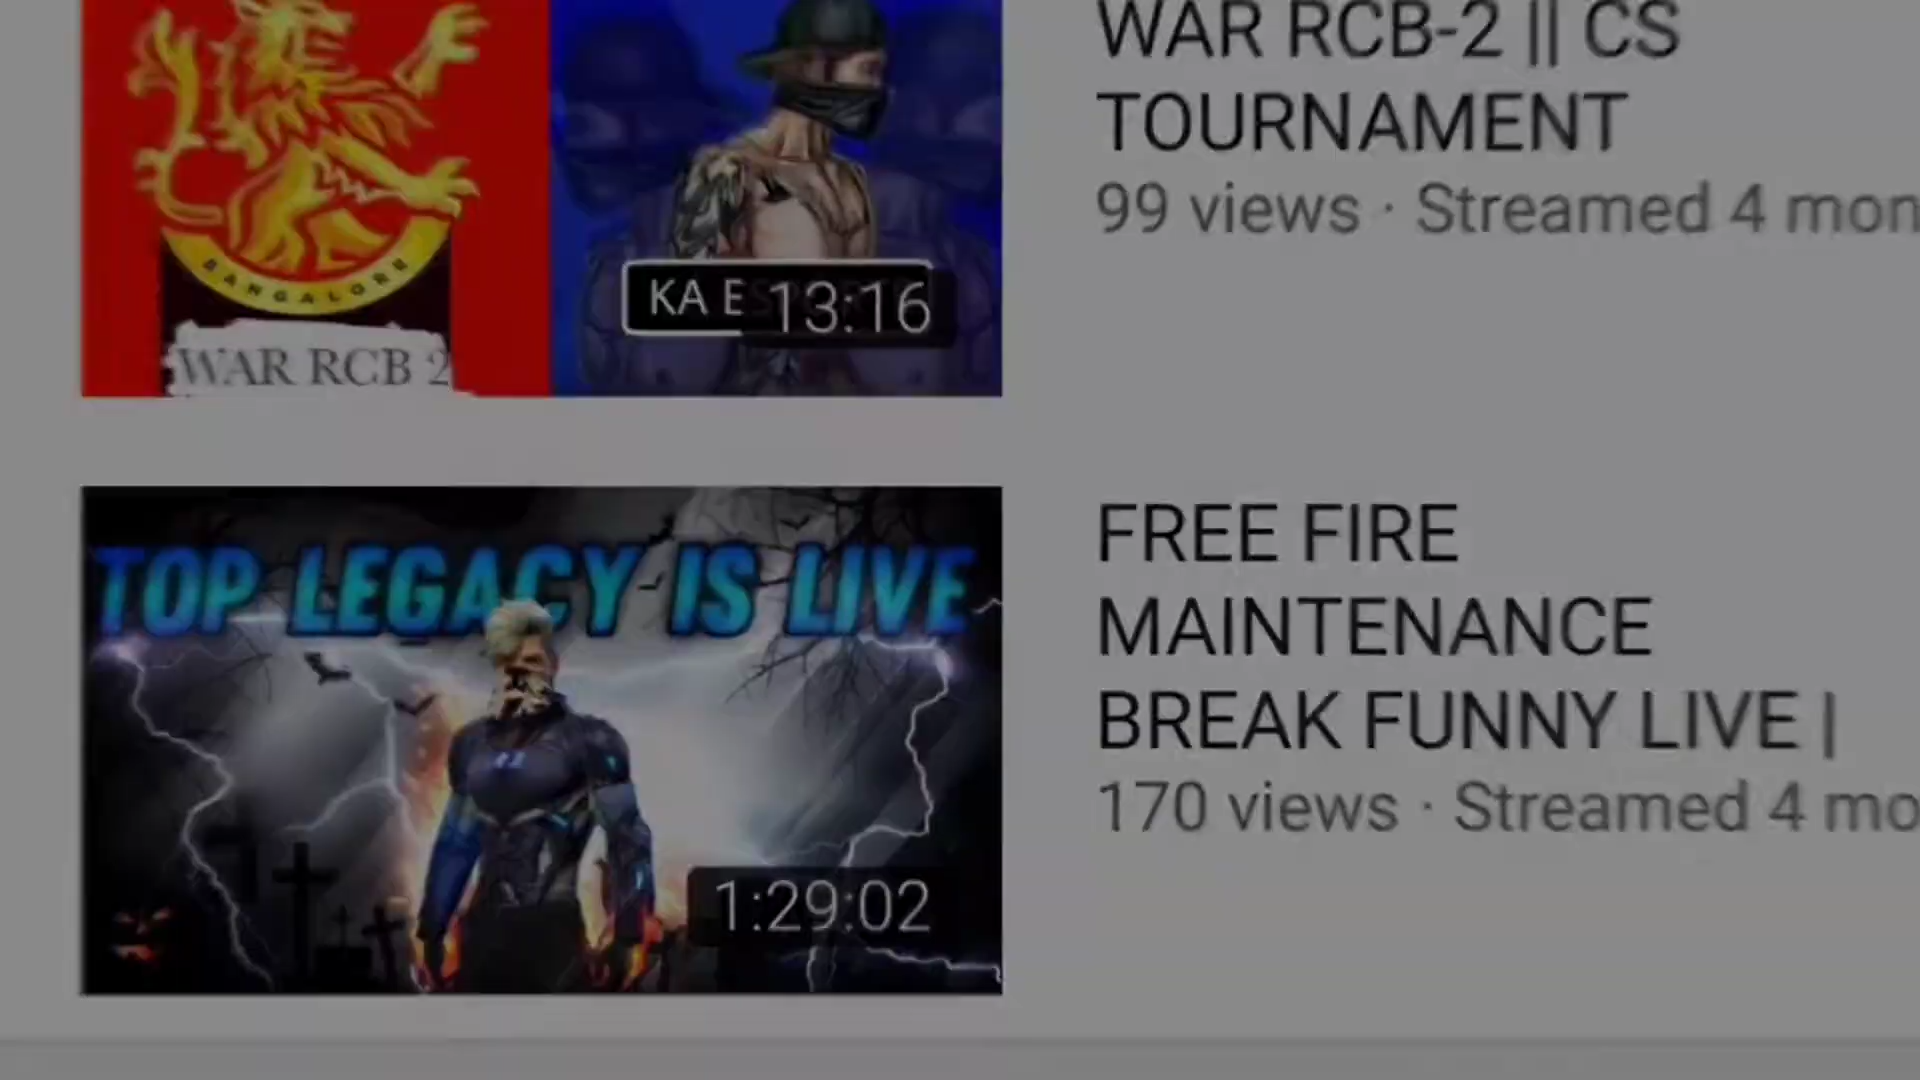 WAR RCB-2 || CS
TOURNAMENT
99 views · Streamed 4 mon
BANGALORE
KA E
13:16
WAR RCB 2
FREE FIRE
MAINTENANCE
BREAK FUNNY LIVE |
170 views · Streamed 4 mo
TOP LEGACY IS LIVE
1:29:02